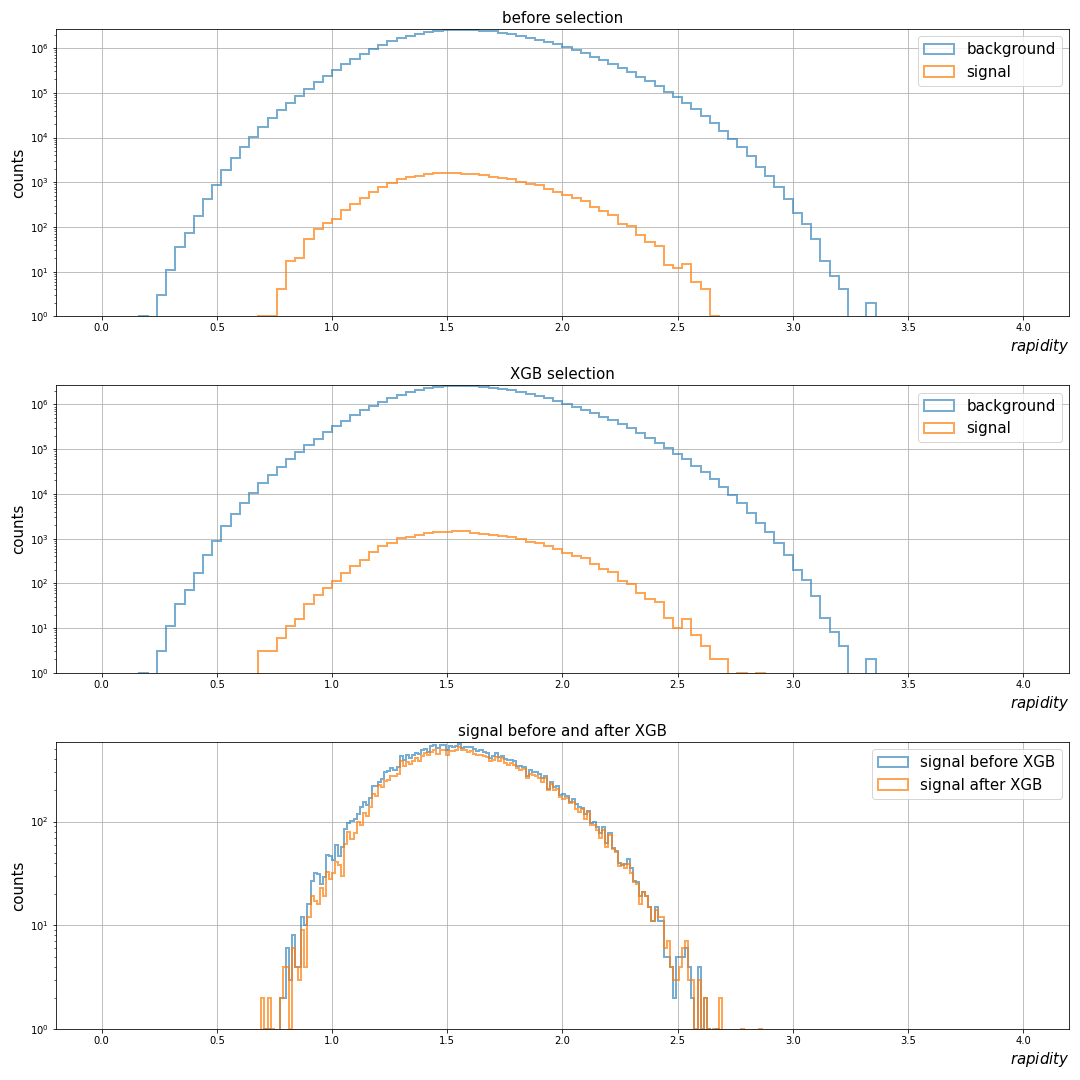 before selection
10⁶
10⁵
10⁴
10³
10²
10¹
10⁰
counts
background
signal
0.0 0.5 1.0 1.5 2.0 2.5 3.0 3.5 4.0
rapidity
XGB selection
10⁶
10⁵
10⁴
10³
10²
10¹
10⁰
counts
background
signal
0.0 0.5 1.0 1.5 2.0 2.5 3.0 3.5 4.0
rapidity
signal before and after XGB
10²
10¹
10⁰
counts
signal before XGB
signal after XGB
0.0 0.5 1.0 1.5 2.0 2.5 3.0 3.5 4.0
rapidity